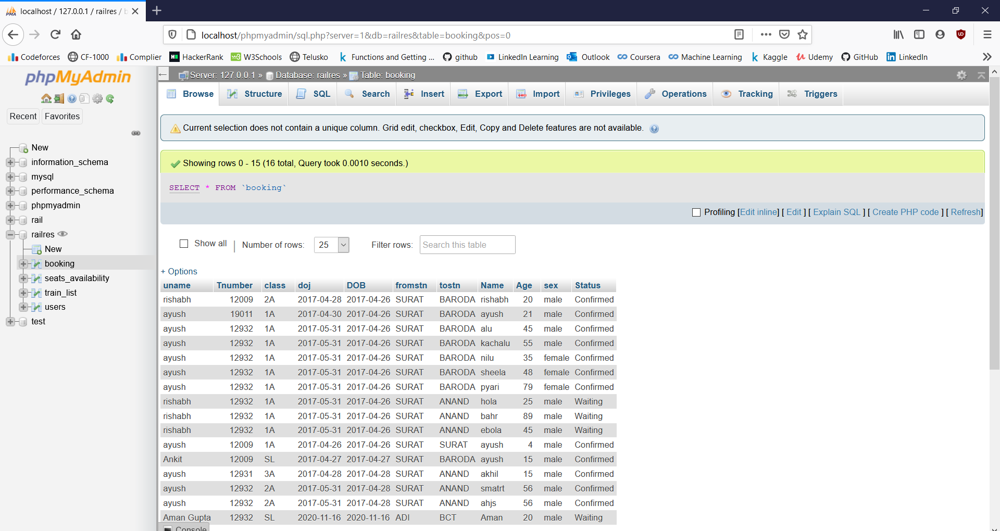 localhost / 127.0.0.1 / railres / b
localhost/phpmyadmin/sql.php?server=1&db=railres&table=booking&pos=0
Codeforces CF-1000 Complier HackerRank W3Schools Telusko Functions and Getting ... github LinkedIn Learning Outlook Coursera Machine Learning Kaggle Udemy GitHub LinkedIn
phpMyAdmin
Recent Favorites
New
information_schema
mysql
performance_schema
phpmyadmin
rail
railres
New
booking
seats_availability
train_list
users
test
Server: 127.0.0.1 » Database: railres » Table: booking
Browse Structure SQL Search Insert Export Import Privileges Operations Tracking Triggers
Current selection does not contain a unique column. Grid edit, checkbox, Edit, Copy and Delete features are not available.
Showing rows 0 - 15 (16 total, Query took 0.0010 seconds.)
SELECT * FROM `booking`
Profiling [Edit inline] [ Edit ] [ Explain SQL ] [ Create PHP code ] [ Refresh]
Show all | Number of rows: 25 Filter rows: Search this table
+ Options
uname Tnumber class doj DOB fromstn tostn Name Age sex Status
rishabh 12009 2A 2017-04-28 2017-04-26 SURAT BARODA rishabh 20 male Confirmed
ayush 19011 1A 2017-04-30 2017-04-26 SURAT BARODA ayush 21 male Confirmed
ayush 12932 1A 2017-05-31 2017-04-26 SURAT BARODA alu 45 male Confirmed
ayush 12932 1A 2017-05-31 2017-04-26 SURAT BARODA kachalu 55 male Confirmed
ayush 12932 1A 2017-05-31 2017-04-26 SURAT BARODA nilu 35 female Confirmed
ayush 12932 1A 2017-05-31 2017-04-26 SURAT BARODA sheela 48 female Confirmed
ayush 12932 1A 2017-05-31 2017-04-26 SURAT BARODA pyari 79 female Confirmed
rishabh 12932 1A 2017-05-31 2017-04-26 SURAT ANAND hola 25 male Waiting
rishabh 12932 1A 2017-05-31 2017-04-26 SURAT ANAND bahr 89 male Waiting
rishabh 12932 1A 2017-05-31 2017-04-26 SURAT ANAND ebola 45 male Waiting
ayush 12009 1A 2017-04-26 2017-04-26 SURAT SURAT ayush 4 male Confirmed
Ankit 12009 SL 2017-04-27 2017-04-27 SURAT BARODA ayush 15 male Confirmed
ayush 12931 3A 2017-04-28 2017-04-28 SURAT ANAND akhil 15 male Confirmed
ayush 12932 2A 2017-05-31 2017-04-28 SURAT ANAND smatrt 56 male Confirmed
ayush 12932 2A 2017-05-31 2017-04-28 SURAT ANAND ahjs 56 male Confirmed
Aman Gupta 12932 SL 2020-11-16 2020-11-16 ADI BCT Aman 20 male Waiting
Console